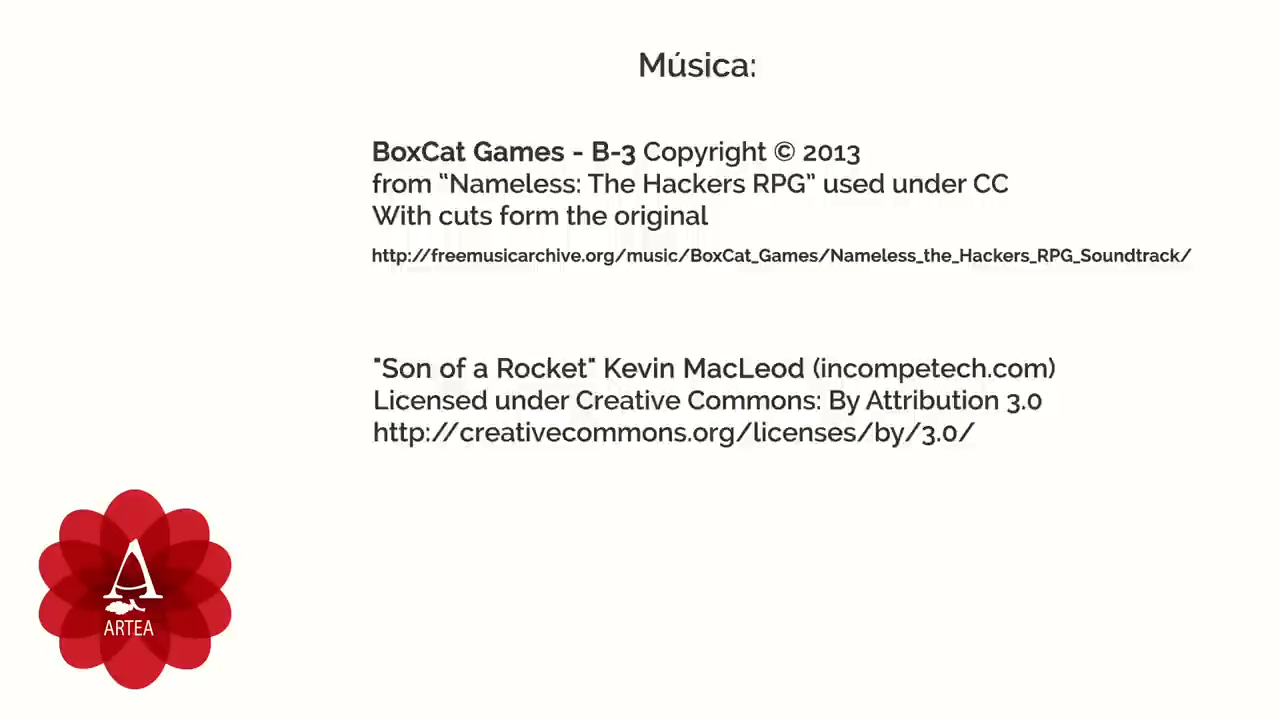 Música:
BoxCat Games - B-3 Copyright © 2013
from “Nameless: The Hackers RPG” used under CC
With cuts form the original
http://freemusicarchive.org/music/BoxCat_Games/Nameless_the_Hackers_RPG_Soundtrack/
"Son of a Rocket" Kevin MacLeod (incompetech.com)
Licensed under Creative Commons: By Attribution 3.0
http://creativecommons.org/licenses/by/3.0/
A
ARTEA